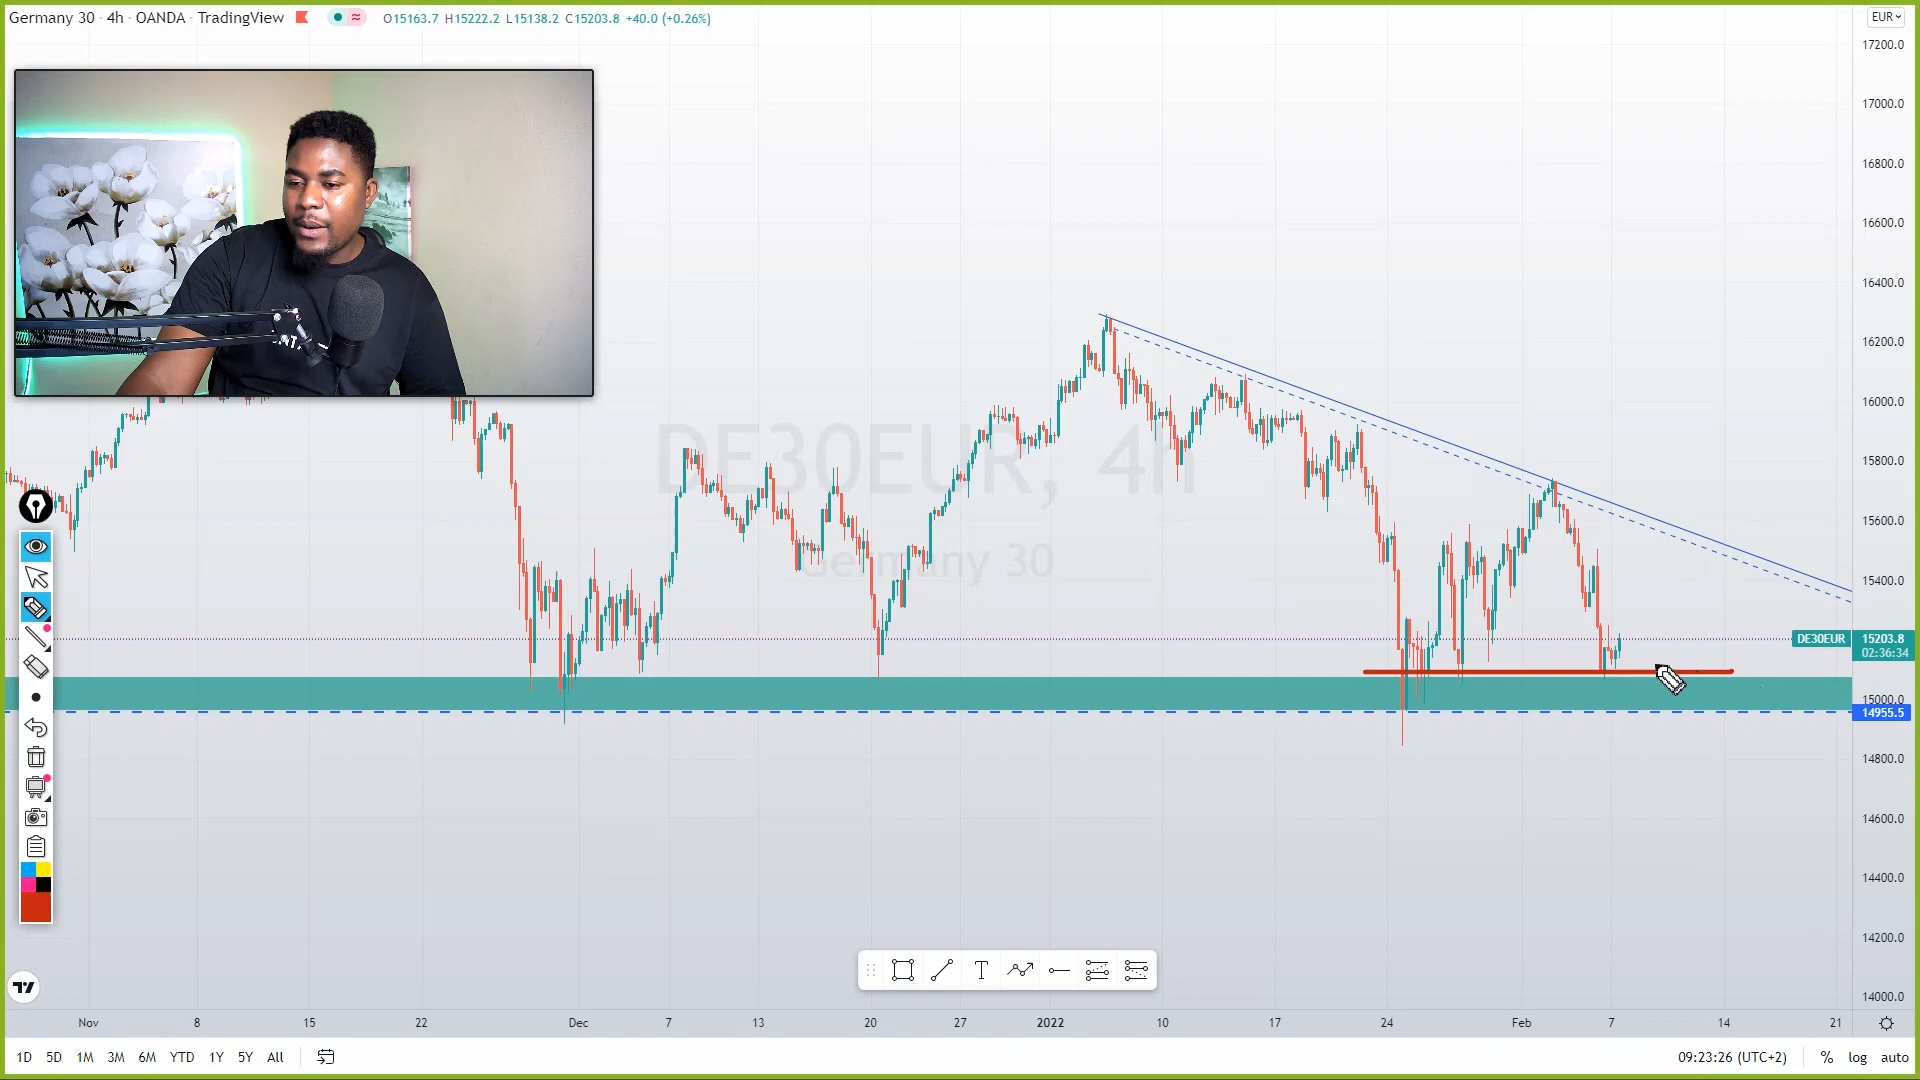 Germany 30 · 4h · OANDA · TradingView O15163.7 H15222.2 L15138.2 C15203.8 +40.0 (+0.26%)
EUR
17200.0
17000.0
16800.0
16600.0
16400.0
16200.0
16000.0
15800.0
15600.0
15400.0
DE30EUR, 4h
Germany 30
DE30EUR 15203.8
02:36:34
15000.0
14955.5
14800.0
14600.0
14400.0
14200.0
14000.0
T
Nov 8 15 22 Dec 7 13 20 27 2022 10 17 24 Feb 7 14 21
1D 5D 1M 3M 6M YTD 1Y 5Y All 09:23:26 (UTC+2) % log auto